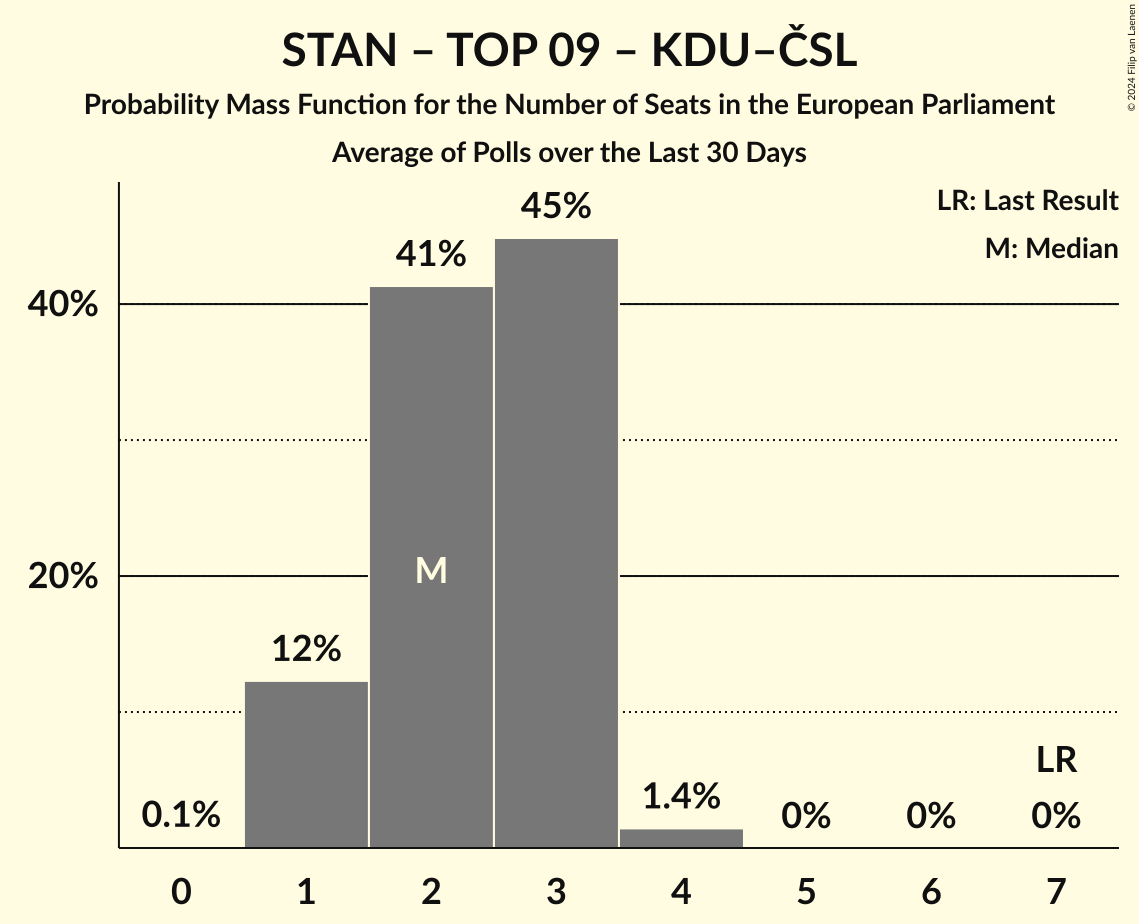 STAN – TOP 09 – KDU–ČSL
Probability Mass Function for the Number of Seats in the European Parliament
Average of Polls over the Last 30 Days
© 2024 Filip van Laenen
LR: Last Result
M: Median
45%
41%
40%
M
20%
12%
LR
0.1%
1.4%
0%
0%
0%
0 1 2 3 4 5 6 7